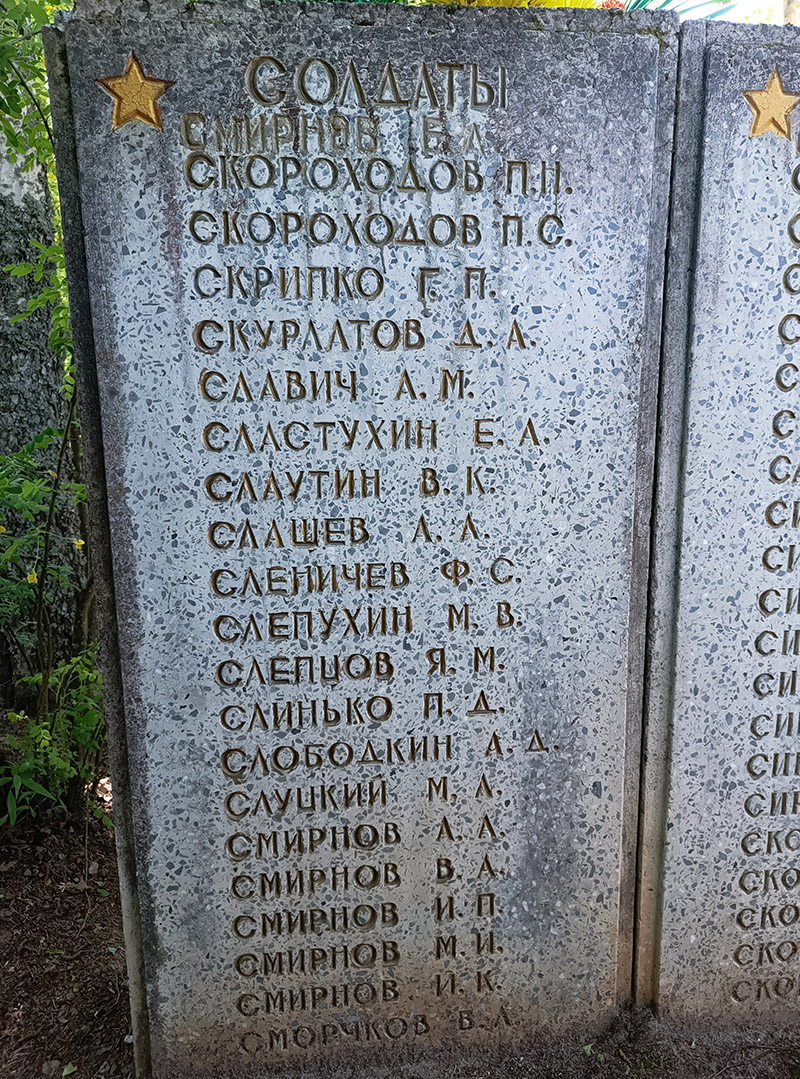 СОЛДАТЫ
СМИРНОВ Е.А
СКОРОХОДОВ П.Н.
СКОРОХОДОВ П.С.
СКРИПКО Г.П.
СКУРЛАТОВ Д.А.
СЛАВИЧ А.М.
СЛАСТУХИН Е.А.
СЛАУТИН В.К.
СЛАЩЕВ А.А.
СЛЕНИЧЕВ Ф.С.
СЛЕПУХИН М.В.
СЛЕПЦОВ Я.М.
СЛИНЬКО П.Д.
СЛОБОДКИН А.Д.
СЛУЦКИЙ М.А.
СМИРНОВ А.А.
СМИРНОВ В.А.
СМИРНОВ И.П.
СМИРНОВ М.И.
СМИРНОВ И.К.
СМОРЧКОВ В.А.